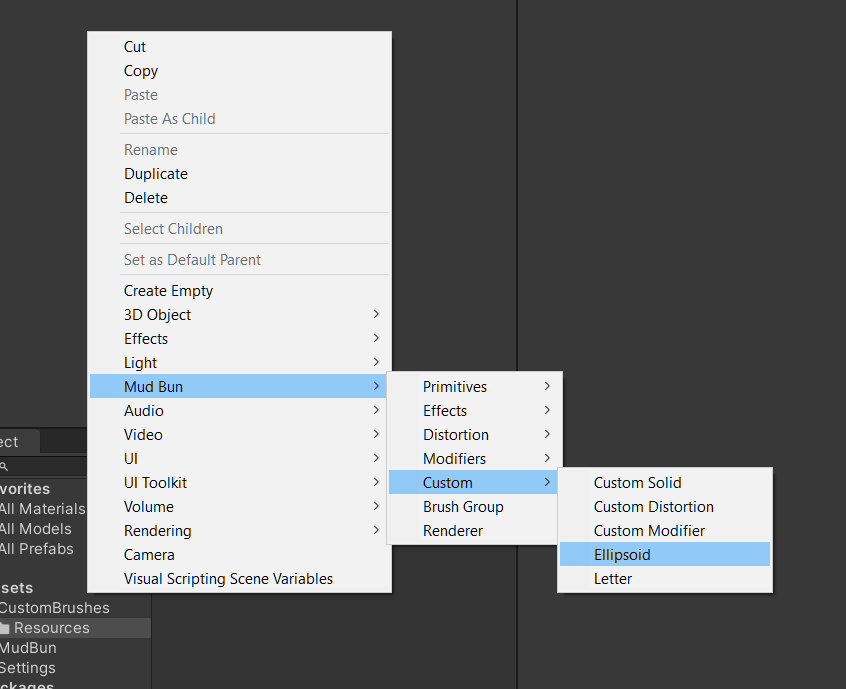 Cut
Copy
Paste
Paste As Child
Rename
Duplicate
Delete
Select Children
Set as Default Parent
Create Empty
3D Object
Effects
Light
Mud Bun
Audio
Video
UI
UI Toolkit
Volume
Rendering
Camera
Visual Scripting Scene Variables
Primitives
Effects
Distortion
Modifiers
Custom
Brush Group
Renderer
Custom Solid
Custom Distortion
Custom Modifier
Ellipsoid
Letter
ect
vorites
All Materials
All Models
All Prefabs
sets
CustomBrushes
Resources
MudBun
Settings
ckages